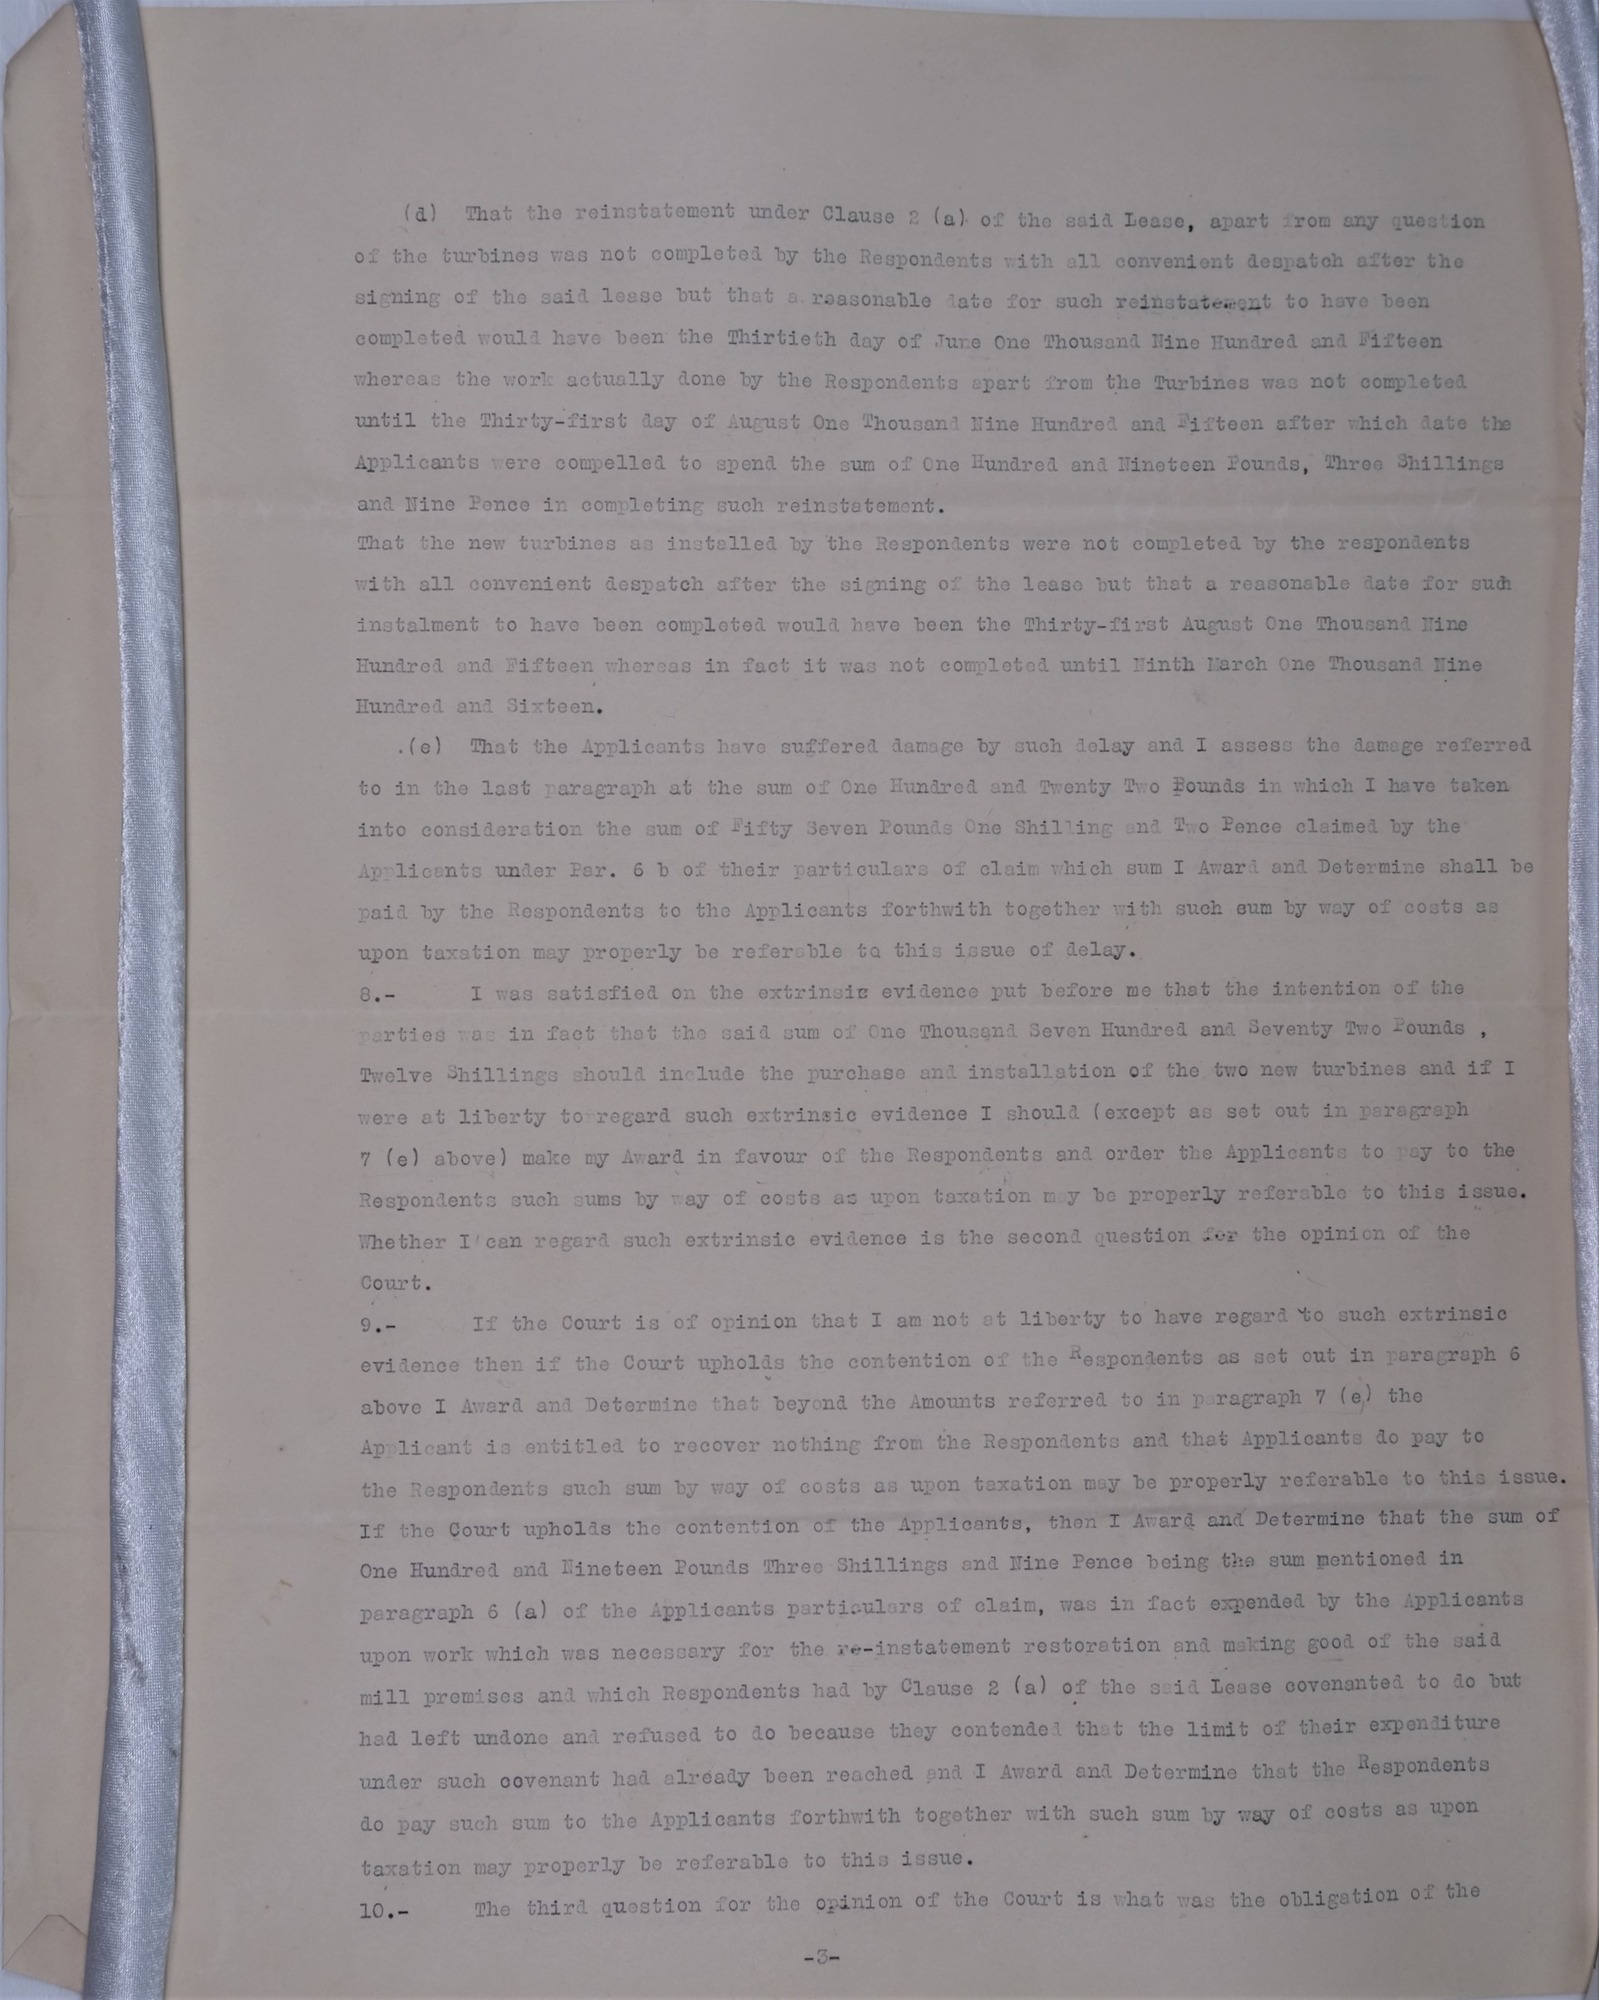 (d) That the reinstatement under Clause 2 (a) of the said Lease, apart from any question
of the turbines was not completed by the Respondents with all convenient despatch after the
signing of the said lease but that a reasonable date for such reinstatement to have been
completed would have been the Thirtieth day of June One Thousand Nine Hundred and Fifteen
whereas the work actually done by the Respondents apart from the Turbines was not completed
until the Thirty-first day of August One Thousand Nine Hundred and Fifteen after which date the
Applicants were compelled to spend the sum of One Hundred and Nineteen Pounds, Three Shillings
and Nine Pence in completing such reinstatement.
That the new turbines as installed by the Respondents were not completed by the respondents
with all convenient despatch after the signing of the lease but that a reasonable date for such
instalment to have been completed would have been the Thirty-first August One Thousand Nine
Hundred and Fifteen whereas in fact it was not completed until Ninth March One Thousand Nine
Hundred and Sixteen.
.(e) That the Applicants have suffered damage by such delay and I assess the damage referred
to in the last paragraph at the sum of One Hundred and Twenty Two Pounds in which I have taken
into consideration the sum of Fifty Seven Pounds One Shilling and Two Pence claimed by the
Applicants under Par. 6 b of their particulars of claim which sum I Award and Determine shall be
paid by the Respondents to the Applicants forthwith together with such sum by way of costs as
upon taxation may properly be referable to this issue of delay.
8.- I was satisfied on the extrinsic evidence put before me that the intention of the
parties was in fact that the said sum of One Thousand Seven Hundred and Seventy Two Pounds ,
Twelve Shillings should include the purchase and installation of the two new turbines and if I
were at liberty to regard such extrinsic evidence I should (except as set out in paragraph
7 (e) above) make my Award in favour of the Respondents and order the Applicants to pay to the
Respondents such sums by way of costs as upon taxation may be properly referable to this issue.
Whether I can regard such extrinsic evidence is the second question for the opinion of the
Court.
9.- If the Court is of opinion that I am not at liberty to have regard to such extrinsic
evidence then if the Court upholds the contention of the Respondents as set out in paragraph 6
above I Award and Determine that beyond the Amounts referred to in paragraph 7 (e) the
Applicant is entitled to recover nothing from the Respondents and that Applicants do pay to
the Respondents such sum by way of costs as upon taxation may be properly referable to this issue.
If the Court upholds the contention of the Applicants, then I Award and Determine that the sum of
One Hundred and Nineteen Pounds Three Shillings and Nine Pence being the sum mentioned in
paragraph 6 (a) of the Applicants particulars of claim, was in fact expended by the Applicants
upon work which was necessary for the re-instatement restoration and making good of the said
mill premises and which Respondents had by Clause 2 (a) of the said Lease covenanted to do but
had left undone and refused to do because they contended that the limit of their expenditure
under such covenant had already been reached and I Award and Determine that the Respondents
do pay such sum to the Applicants forthwith together with such sum by way of costs as upon
taxation may properly be referable to this issue.
10.- The third question for the opinion of the Court is what was the obligation of the
-3-